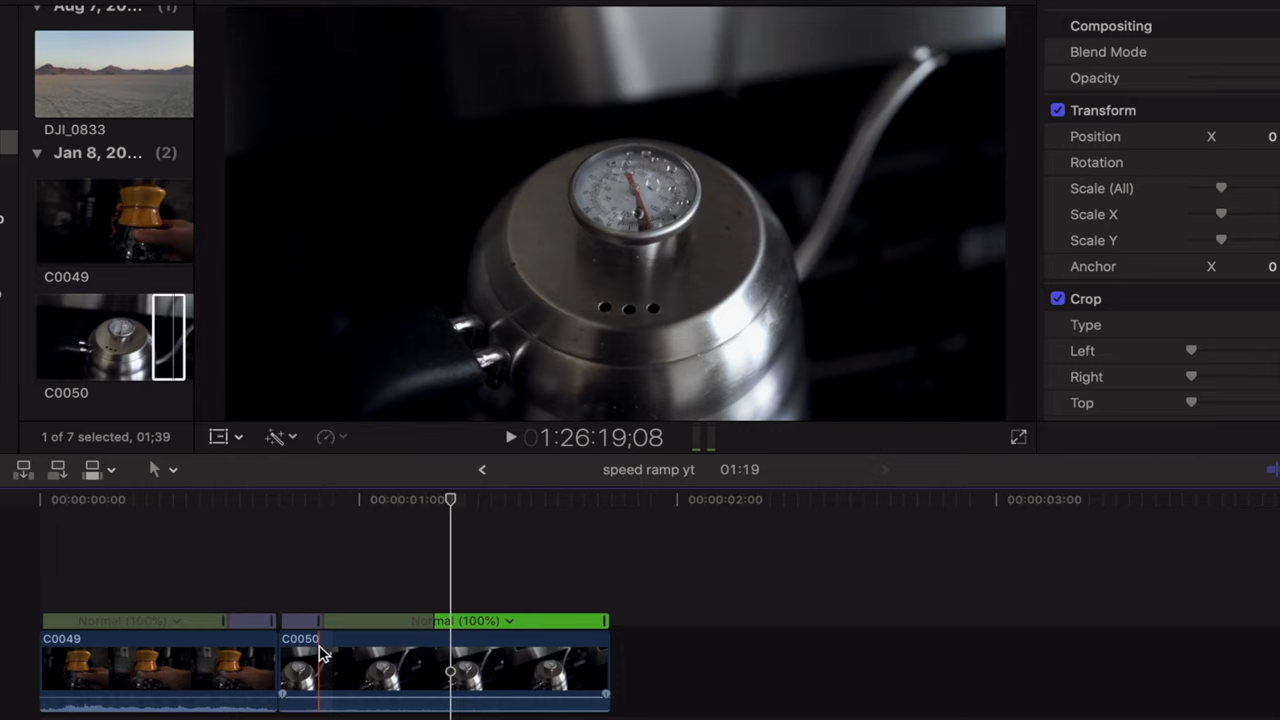 Aug 7, 20... (1)
DJI_0833
Jan 8, 20... (2)
C0049
C0050
1 of 7 selected, 01;39
Compositing
Blend Mode
Opacity
Transform
Position X 0
Rotation
Scale (All)
Scale X
Scale Y
Anchor X 0
Crop
Type
Left
Right
Top
01:26:19;08
speed ramp yt 01:19
00:00:00:00
00:00:01:00
00:00:02:00
00:00:03:00
Normal (100%)
Normal (100%)
C0049
C0050